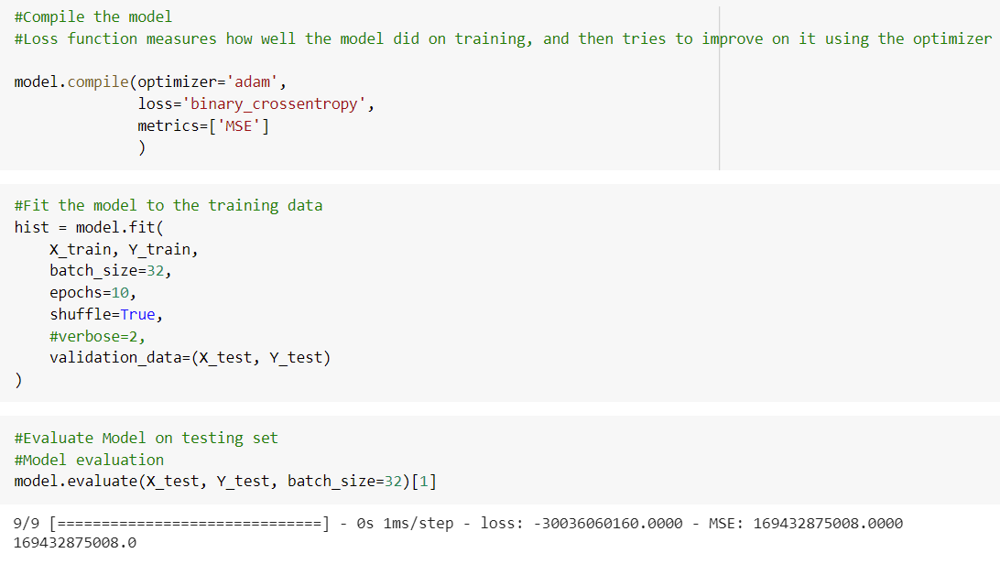 #Compile the model
#Loss function measures how well the model did on training, and then tries to improve on it using the optimizer
model.compile(optimizer='adam',
loss='binary_crossentropy',
metrics=['MSE']
)
#Fit the model to the training data
hist = model.fit(
X_train, Y_train,
batch_size=32,
epochs=10,
shuffle=True,
#verbose=2,
validation_data=(X_test, Y_test)
)
#Evaluate Model on testing set
#Model evaluation
model.evaluate(X_test, Y_test, batch_size=32)[1]
9/9 [==============================] - 0s 1ms/step - loss: -30036060160.0000 - MSE: 169432875008.0000
169432875008.0